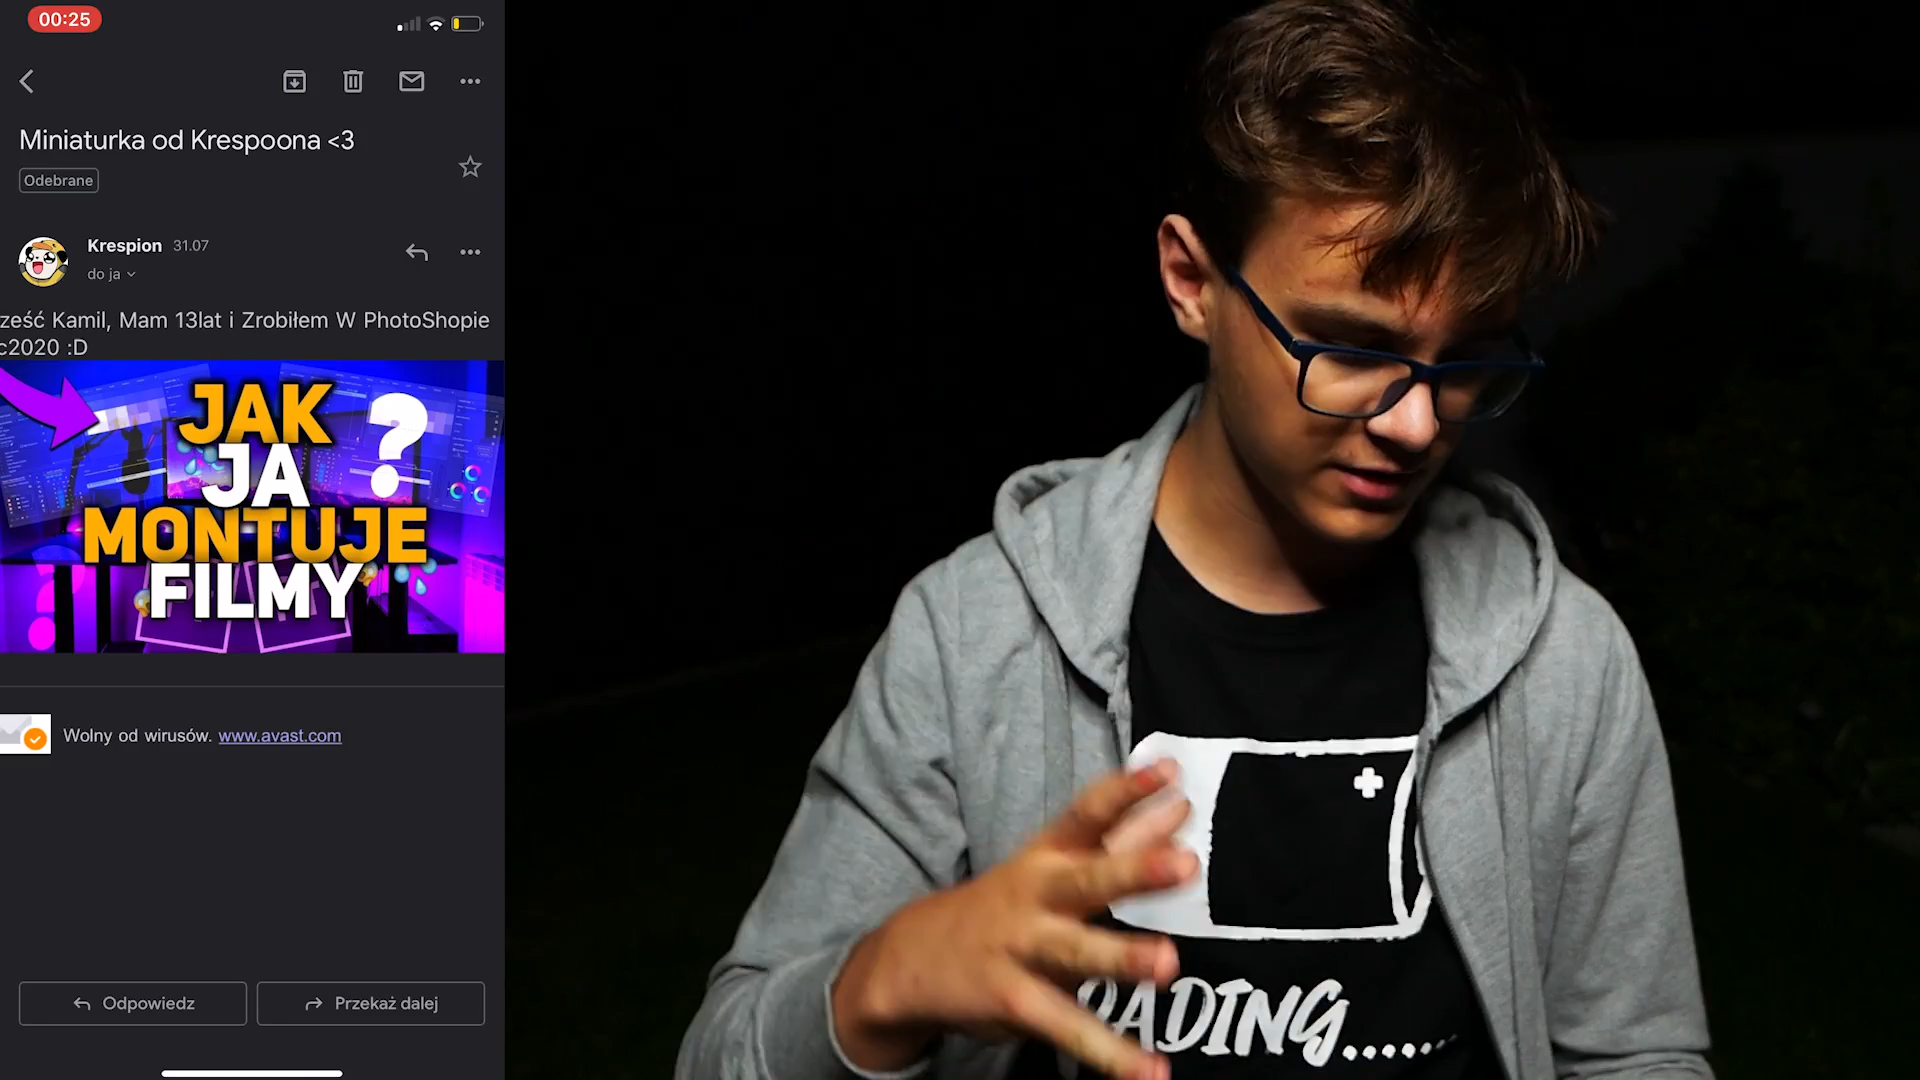 00:25
Miniaturka od Krespoona <3
Odebrane
Krespion 31.07
do ja
ześć Kamil, Mam 13lat i Zrobiłem W PhotoShopie
c2020 :D
JAK
JA
MONTUJE
FILMY
?
Wolny od wirusów. www.avast.com
Odpowiedz
Przekaż dalej
OADING......